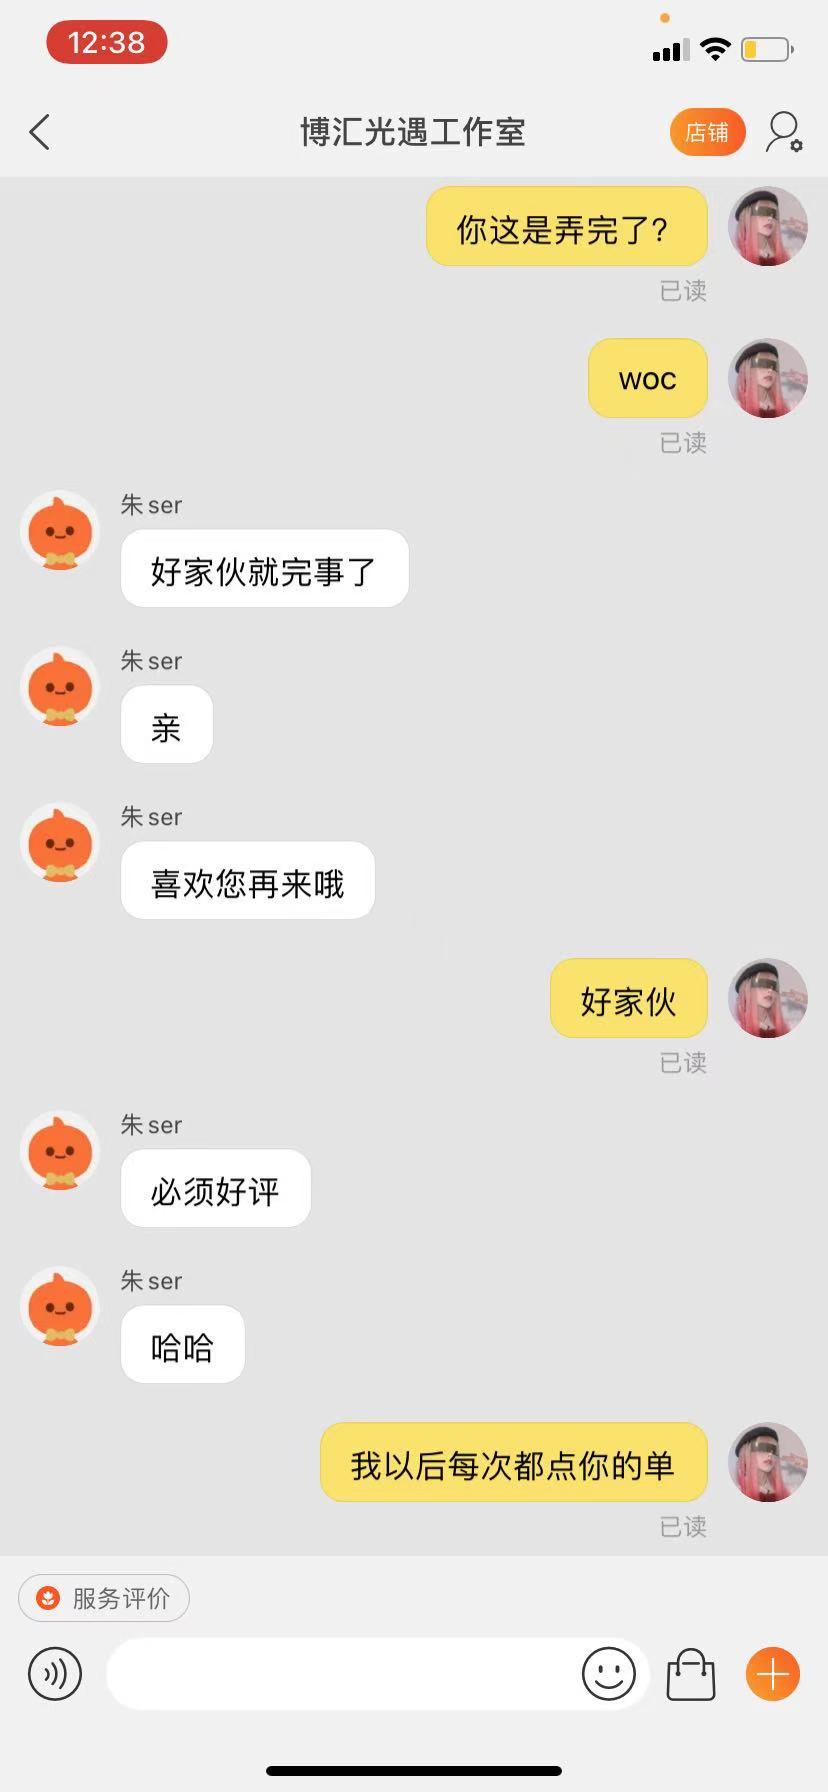 12:38
博汇光遇工作室
店铺
你这是弄完了?
已读
woc
已读
朱ser
好家伙就完事了
朱ser
亲
朱ser
喜欢您再来哦
好家伙
已读
朱ser
必须好评
朱ser
哈哈
我以后每次都点你的单
已读
服务评价